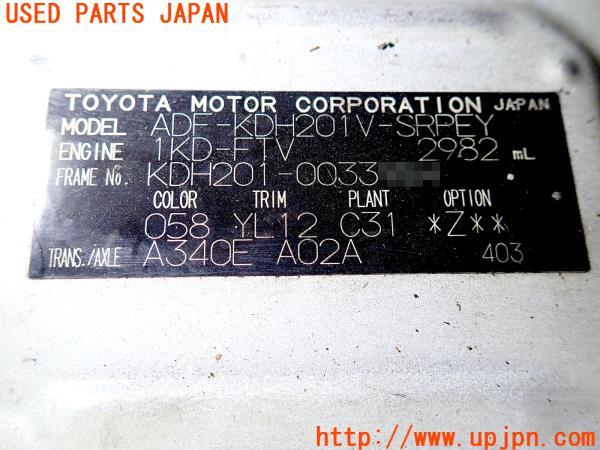 USED PARTS JAPAN
TOYOTA MOTOR CORPORATION JAPAN
MODEL ADF-KDH201V-SRPEY
ENGINE 1KD-FTV 2982 mL
FRAME No. KDH201-0033
COLOR TRIM PLANT OPTION
058 YL12 C31 *Z**
TRANS./AXLE A340E A02A 403
http://www.upjpn.com